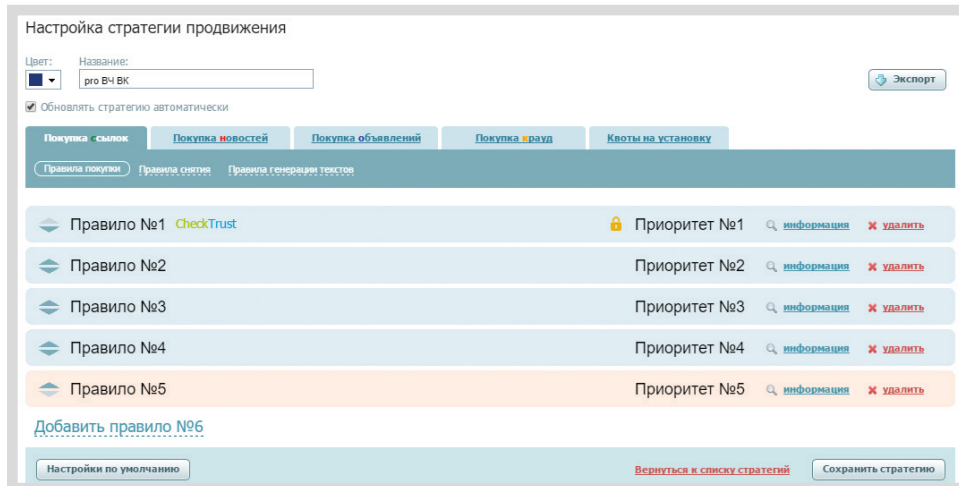 Настройка стратегии продвижения
Цвет: Название:
pro ВЧ ВК
Экспорт
Обновлять стратегию автоматически
Покупка ссылок Покупка новостей Покупка объявлений Покупка крауд Квоты на установку
Правила покупки Правила снятия Правила генерации текстов
Правило №1 CheckTrust Приоритет №1 информация удалить
Правило №2 Приоритет №2 информация удалить
Правило №3 Приоритет №3 информация удалить
Правило №4 Приоритет №4 информация удалить
Правило №5 Приоритет №5 информация удалить
Добавить правило №6
Настройки по умолчанию Вернуться к списку стратегий Сохранить стратегию